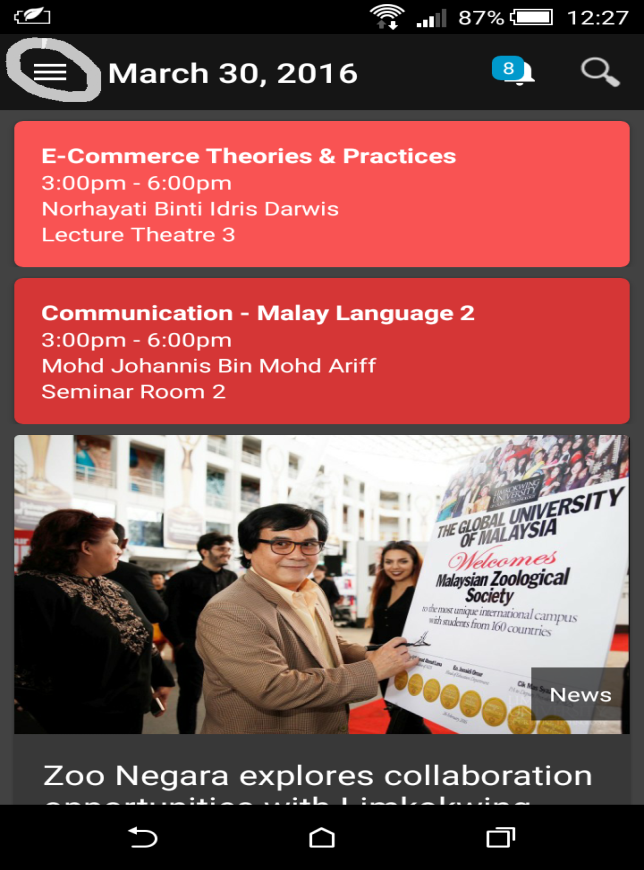 87% 12:27
March 30, 2016
8
E-Commerce Theories & Practices
3:00pm - 6:00pm
Norhayati Binti Idris Darwis
Lecture Theatre 3
Communication - Malay Language 2
3:00pm - 6:00pm
Mohd Johannis Bin Mohd Ariff
Seminar Room 2
LIMKOKWING
UNIVERSITY
THE GLOBAL UNIVERSITY
OF MALAYSIA
Welcomes
Malaysian Zoological
Society
to the most unique international campus
with students from 160 countries
News
Zoo Negara explores collaboration
opportunities with Limkokwing